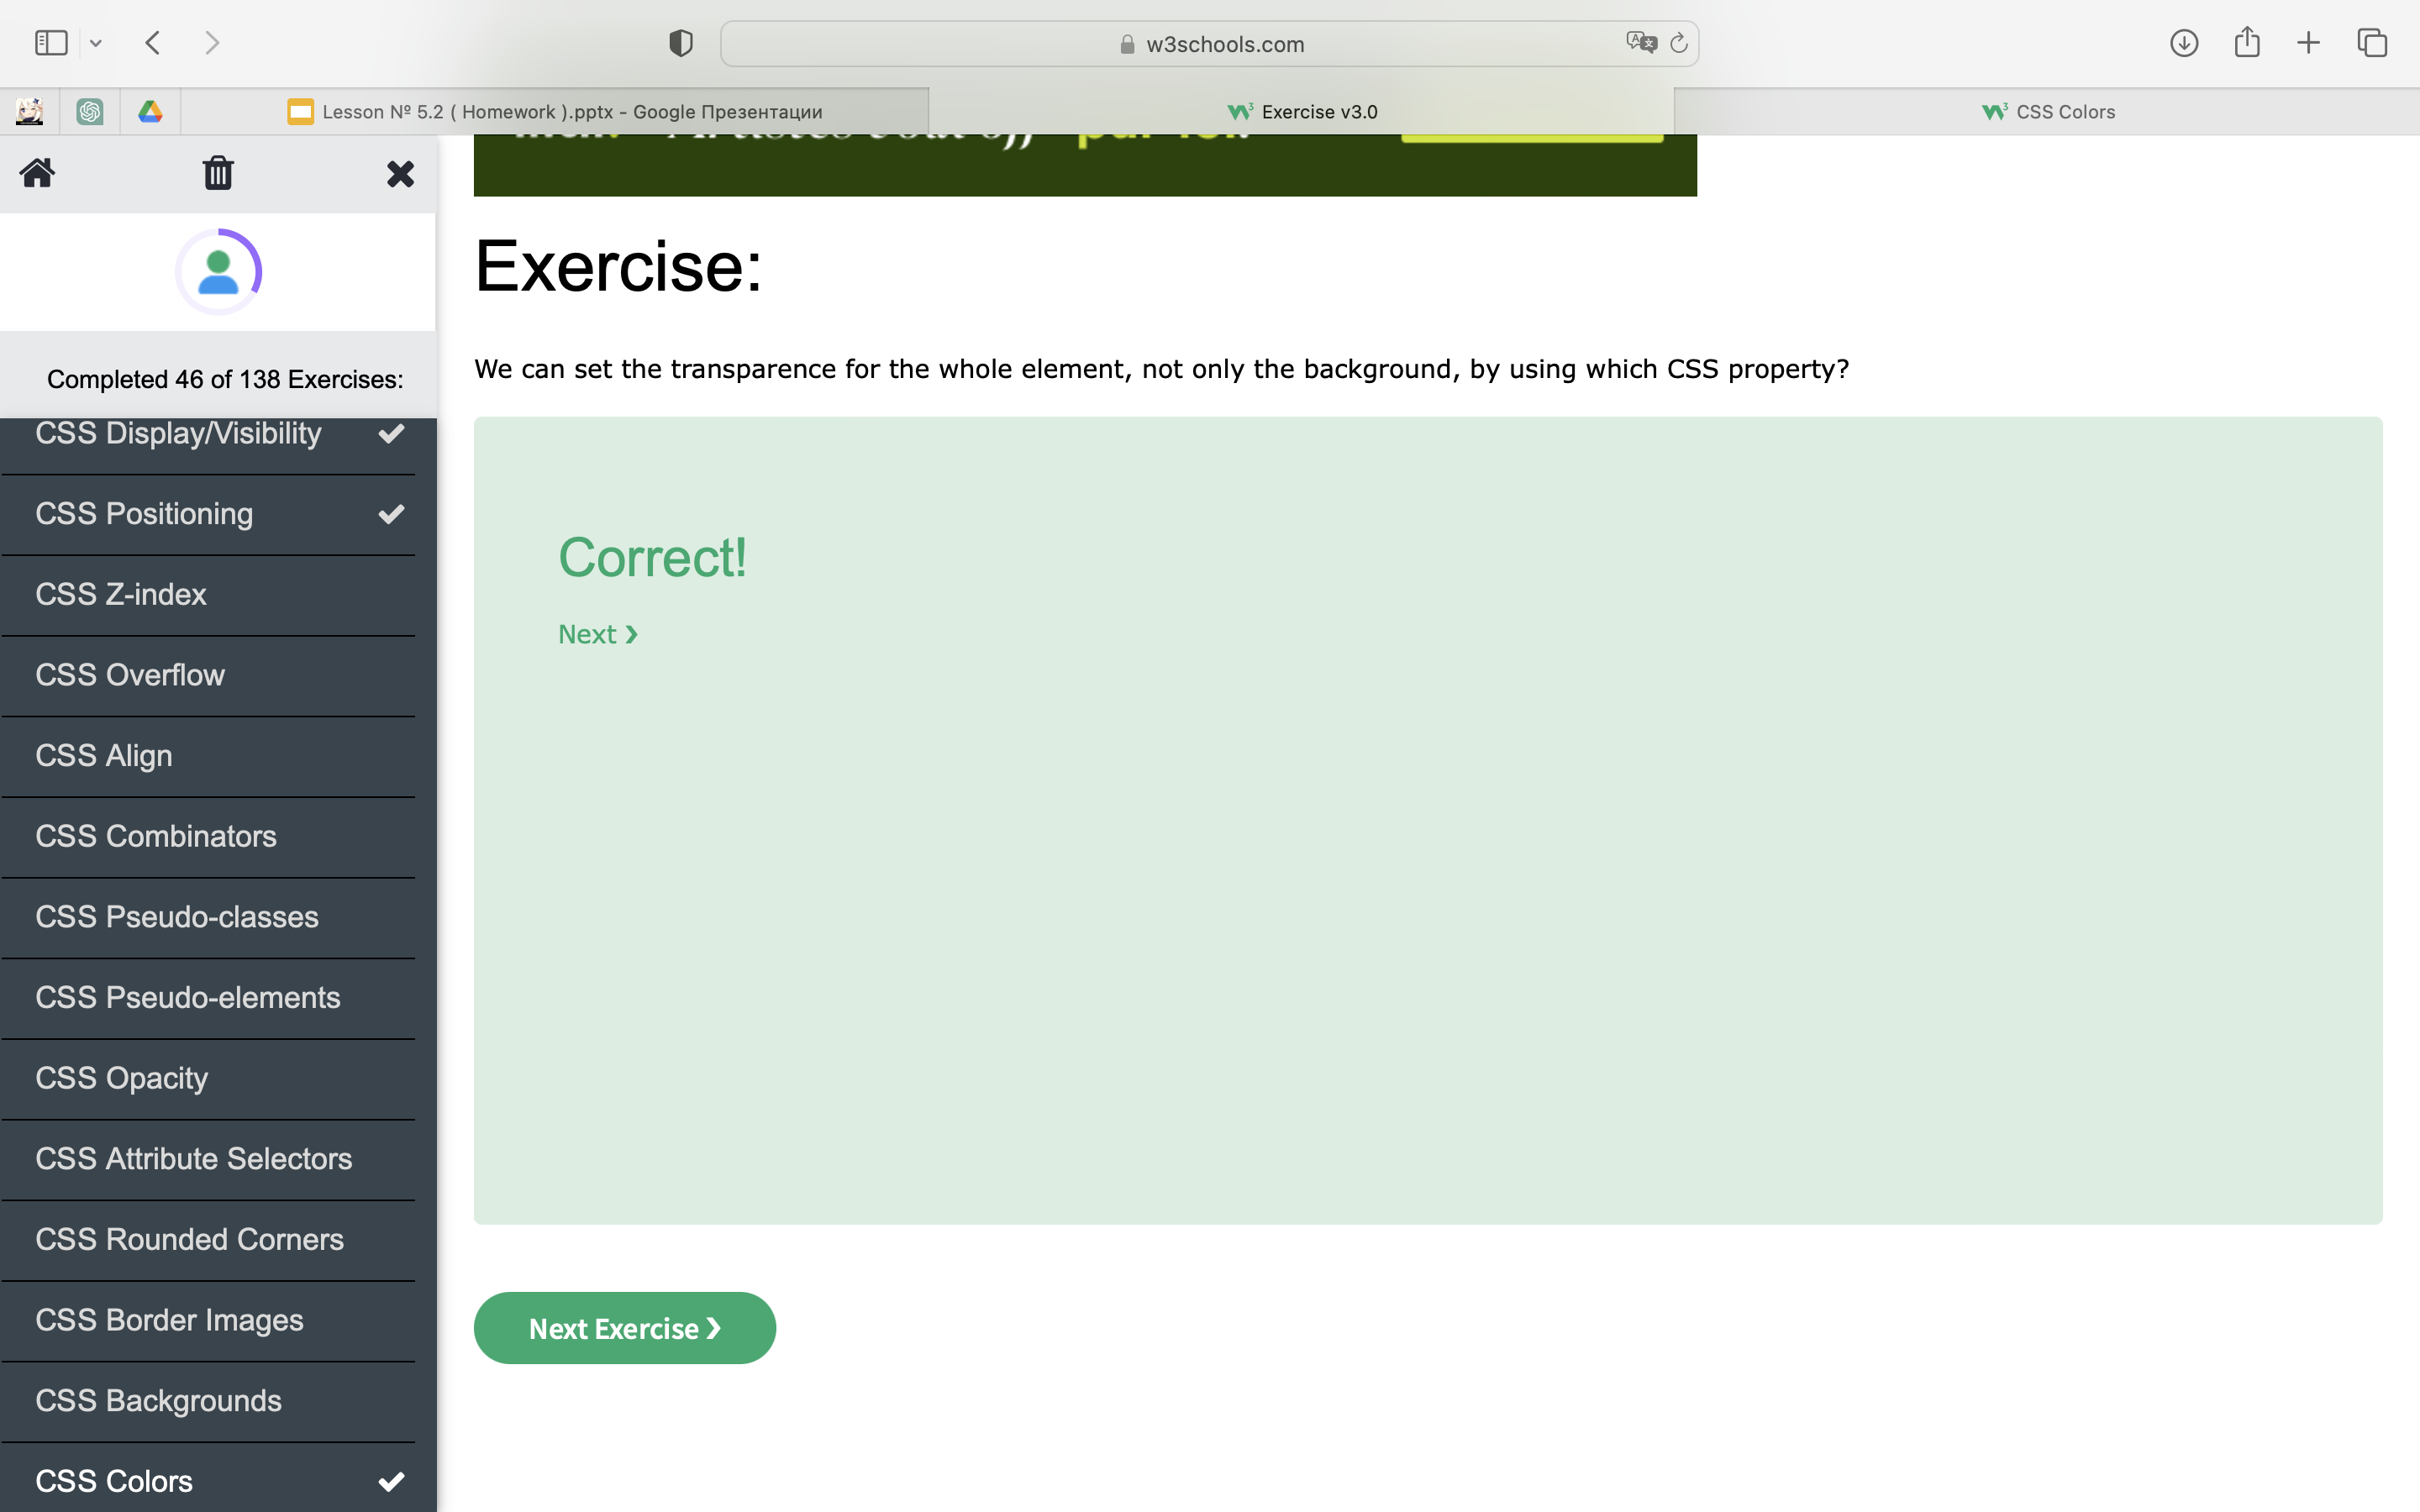 w3schools.com
Lesson № 5.2 ( Homework ).pptx - Google Презентации
Exercise v3.0
CSS Colors
Completed 46 of 138 Exercises:
CSS Display/Visibility
CSS Positioning
CSS Z-index
CSS Overflow
CSS Align
CSS Combinators
CSS Pseudo-classes
CSS Pseudo-elements
CSS Opacity
CSS Attribute Selectors
CSS Rounded Corners
CSS Border Images
CSS Backgrounds
CSS Colors
Exercise:
We can set the transparence for the whole element, not only the background, by using which CSS property?
Correct!
Next ❯
Next Exercise ❯